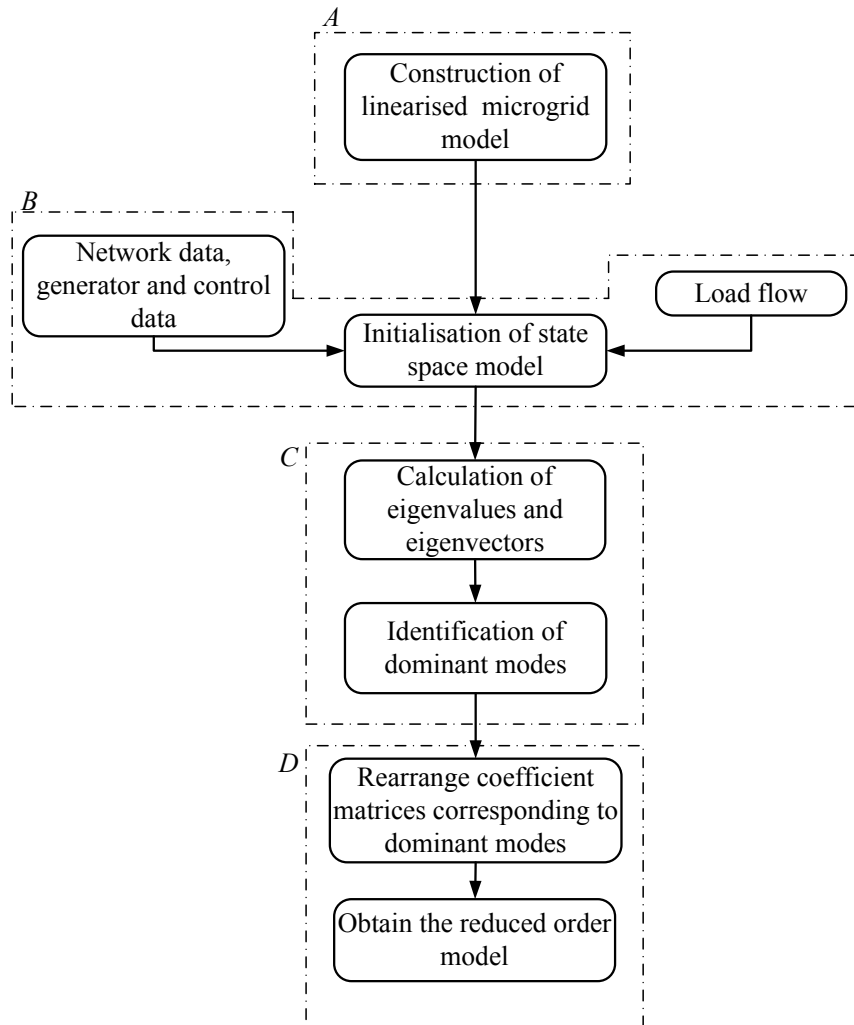 A
Construction of
linearised microgrid
model
B
Network data,
generator and control
data
Load flow
Initialisation of state
space model
C
Calculation of
eigenvalues and
eigenvectors
Identification of
dominant modes
D
Rearrange coefficient
matrices corresponding to
dominant modes
Obtain the reduced order
model